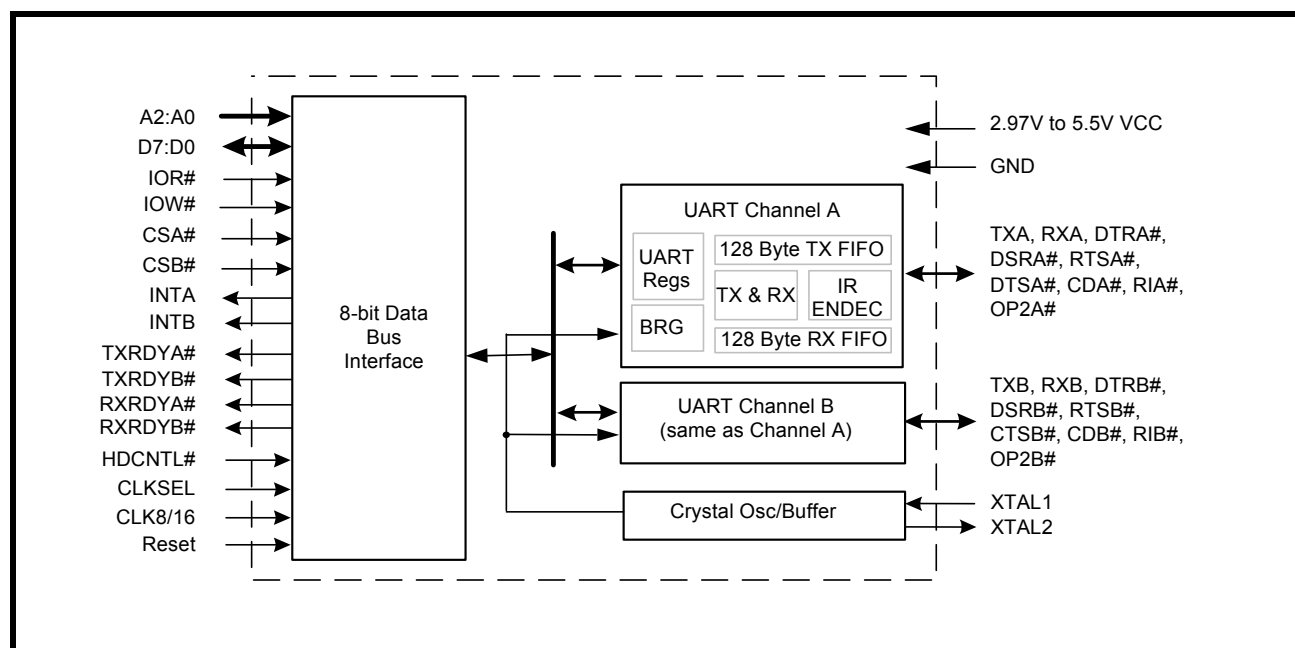 A2:A0
D7:D0
IOR#
IOW#
CSA#
CSB#
INTA
INTB
TXRDYA#
TXRDYB#
RXRDYA#
RXRDYB#
HDCNTL#
CLKSEL
CLK8/16
Reset
8-bit Data
Bus
Interface
UART Channel A
UART
Regs
BRG
128 Byte TX FIFO
TX & RX
IR
ENDEC
128 Byte RX FIFO
UART Channel B
(same as Channel A)
Crystal Osc/Buffer
2.97V to 5.5V VCC
GND
TXA, RXA, DTRA#,
DSRA#, RTSA#,
DTSA#, CDA#, RIA#,
OP2A#
TXB, RXB, DTRB#,
DSRB#, RTSB#,
CTSB#, CDB#, RIB#,
OP2B#
XTAL1
XTAL2